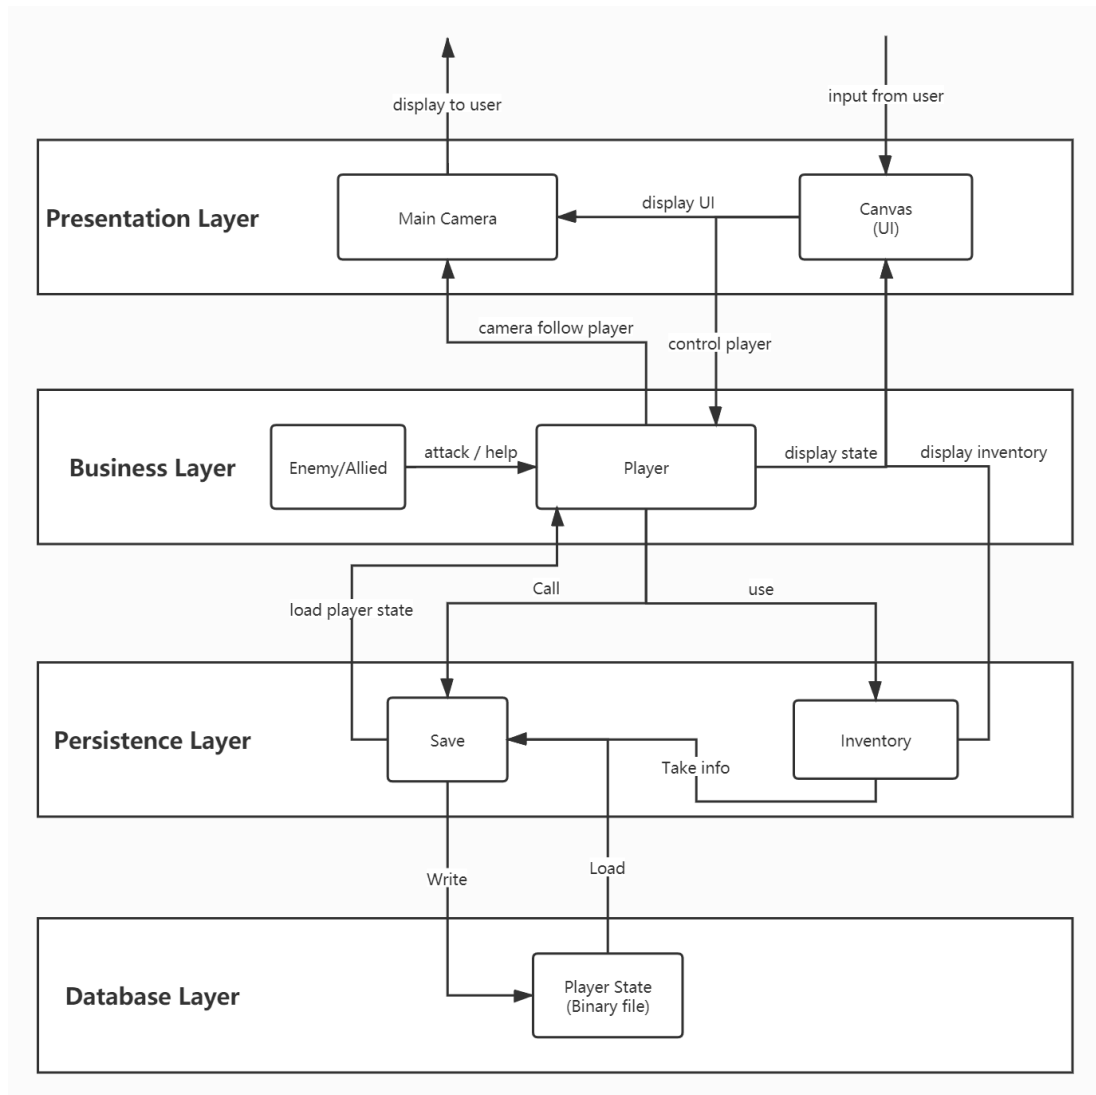 display to user
input from user
Presentation Layer
Main Camera
display UI
Canvas
(UI)
camera follow player
control player
Business Layer
Enemy/Allied
attack / help
Player
display state
display inventory
load player state
Call
use
Persistence Layer
Save
Take info
Inventory
Write
Load
Database Layer
Player State
(Binary file)